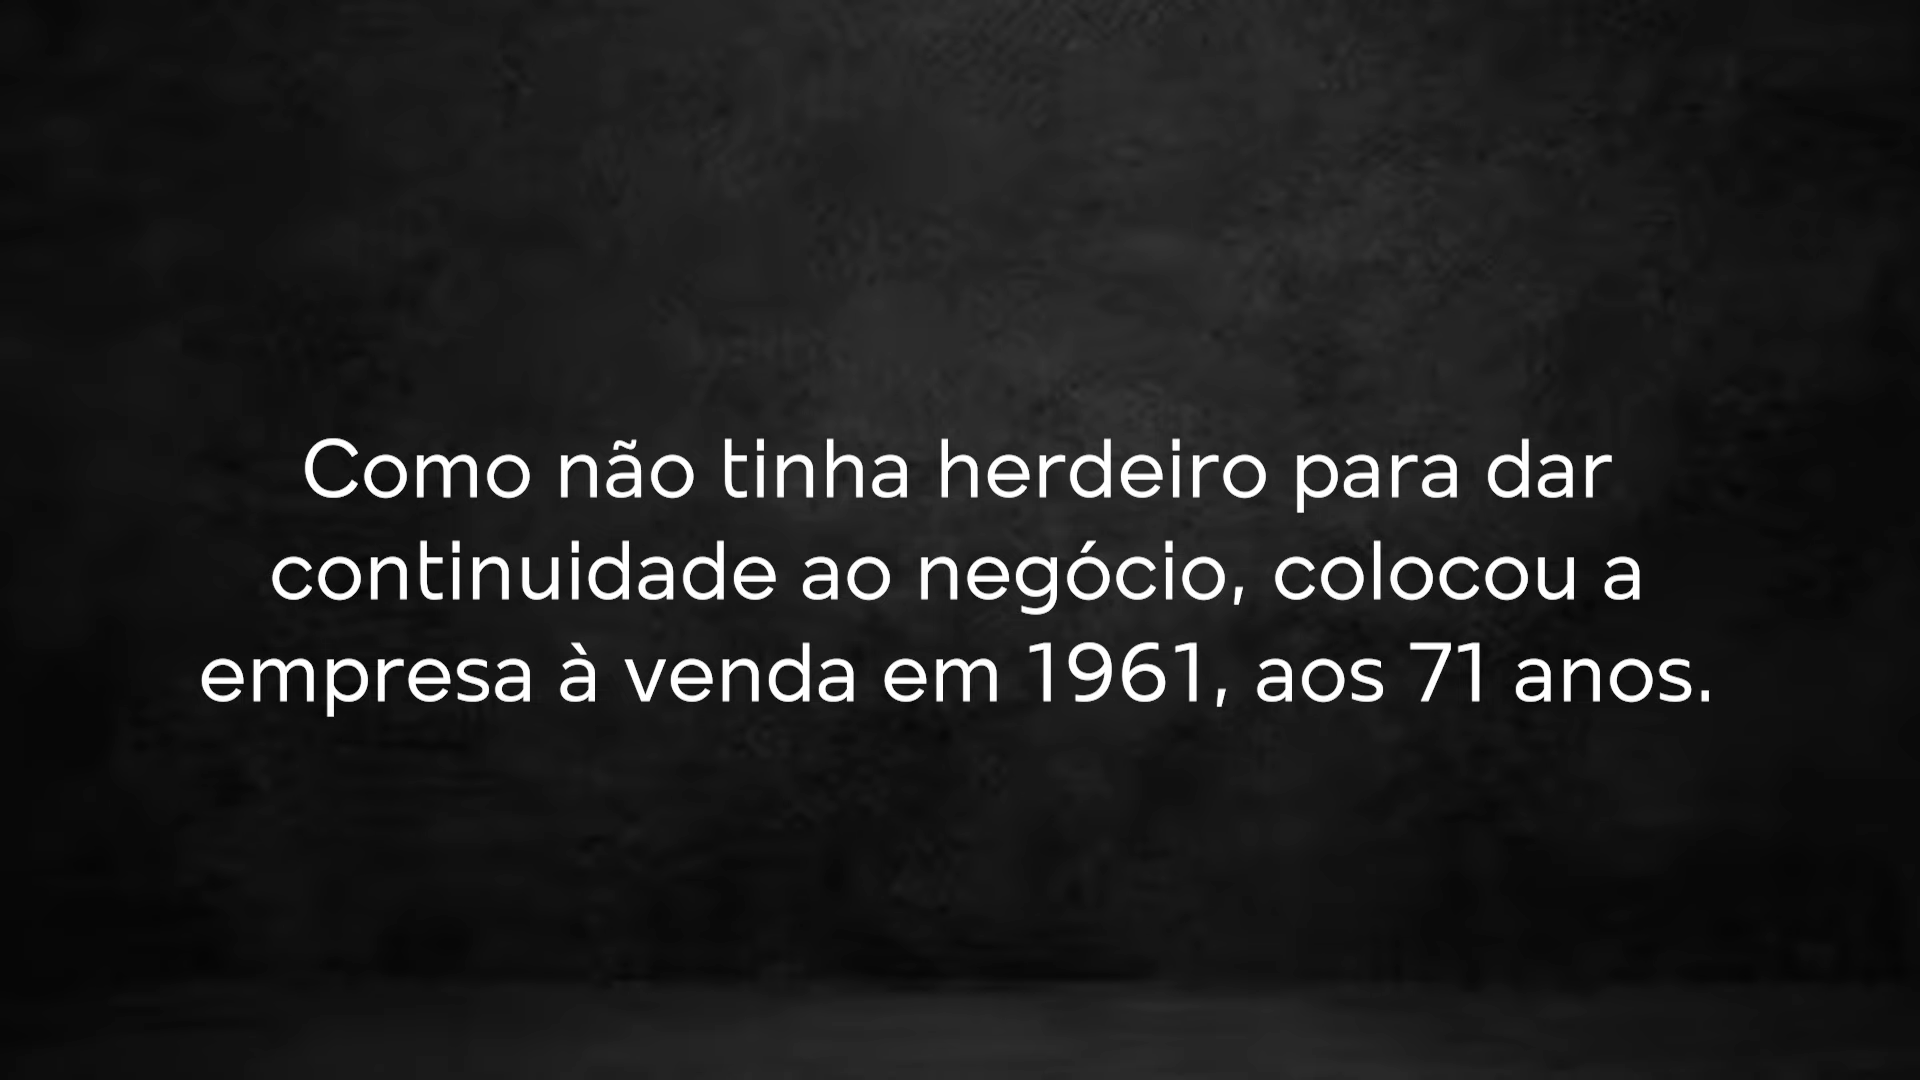 Como não tinha herdeiro para dar
continuidade ao negócio, colocou a
empresa à venda em 1961, aos 71 anos.